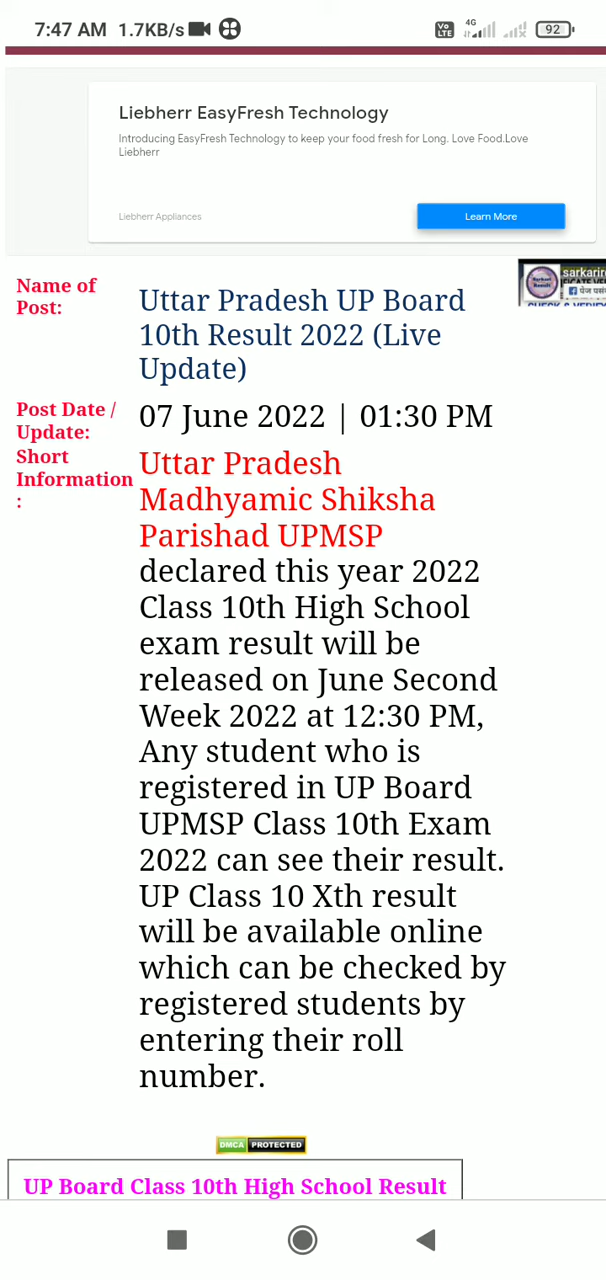 7:47 AM 1.7KB/s
Vo LTE 4G 92
Liebherr EasyFresh Technology
Introducing EasyFresh Technology to keep your food fresh for Long. Love Food.Love
Liebherr
Liebherr Appliances
Learn More
Name of
Post:
Uttar Pradesh UP Board
10th Result 2022 (Live
Update)
Post Date /
Update:
07 June 2022 | 01:30 PM
Short
Information
:
Uttar Pradesh
Madhyamic Shiksha
Parishad UPMSP
declared this year 2022
Class 10th High School
exam result will be
released on June Second
Week 2022 at 12:30 PM,
Any student who is
registered in UP Board
UPMSP Class 10th Exam
2022 can see their result.
UP Class 10 Xth result
will be available online
which can be checked by
registered students by
entering their roll
number.
DMCA PROTECTED
UP Board Class 10th High School Result